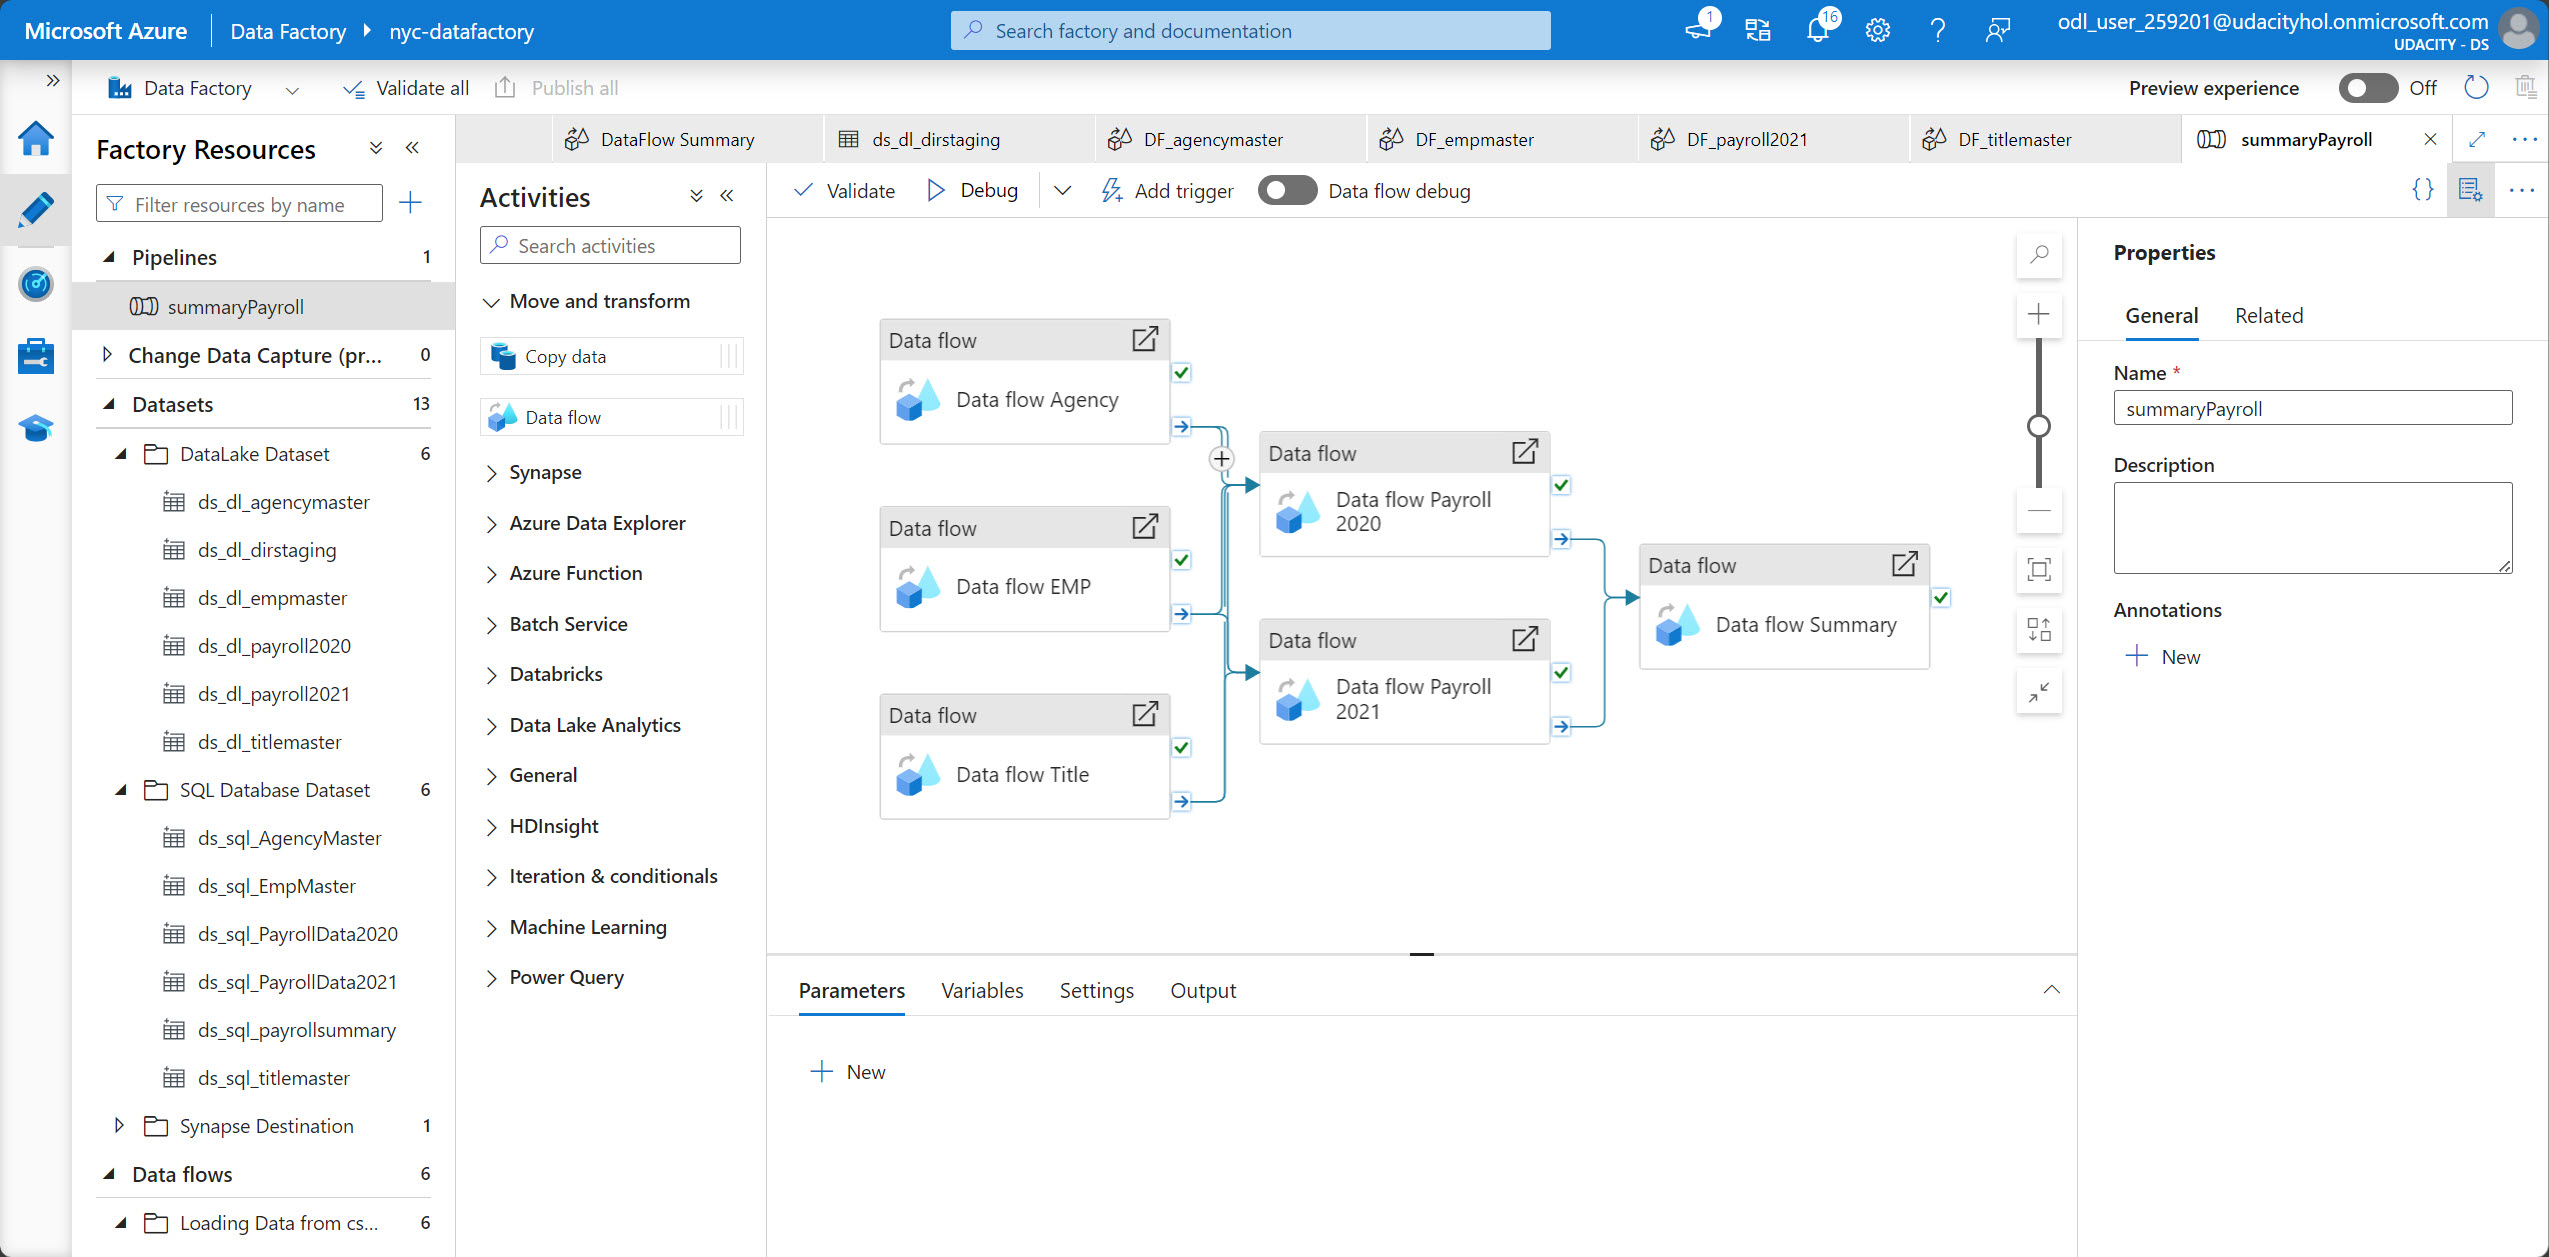 Microsoft Azure
Data Factory
nyc-datafactory
Search factory and documentation
1
16
odl_user_259201@udacityhol.onmicrosoft.com
UDACITY - DS
Data Factory
Validate all
Publish all
Preview experience
Off
Factory Resources
Filter resources by name
Pipelines 1
summaryPayroll
Change Data Capture (pr... 0
Datasets 13
DataLake Dataset 6
ds_dl_agencymaster
ds_dl_dirstaging
ds_dl_empmaster
ds_dl_payroll2020
ds_dl_payroll2021
ds_dl_titlemaster
SQL Database Dataset 6
ds_sql_AgencyMaster
ds_sql_EmpMaster
ds_sql_PayrollData2020
ds_sql_PayrollData2021
ds_sql_payrollsummary
ds_sql_titlemaster
Synapse Destination 1
Data flows 6
Loading Data from cs... 6
DataFlow Summary
ds_dl_dirstaging
DF_agencymaster
DF_empmaster
DF_payroll2021
DF_titlemaster
summaryPayroll
Activities
Search activities
Move and transform
Copy data
Data flow
Synapse
Azure Data Explorer
Azure Function
Batch Service
Databricks
Data Lake Analytics
General
HDInsight
Iteration & conditionals
Machine Learning
Power Query
Validate
Debug
Add trigger
Data flow debug
Data flow
Data flow Agency
Data flow
Data flow EMP
Data flow
Data flow Title
Data flow
Data flow Payroll
2020
Data flow
Data flow Payroll
2021
Data flow
Data flow Summary
Parameters
Variables
Settings
Output
New
Properties
General
Related
Name *
summaryPayroll
Description
Annotations
New